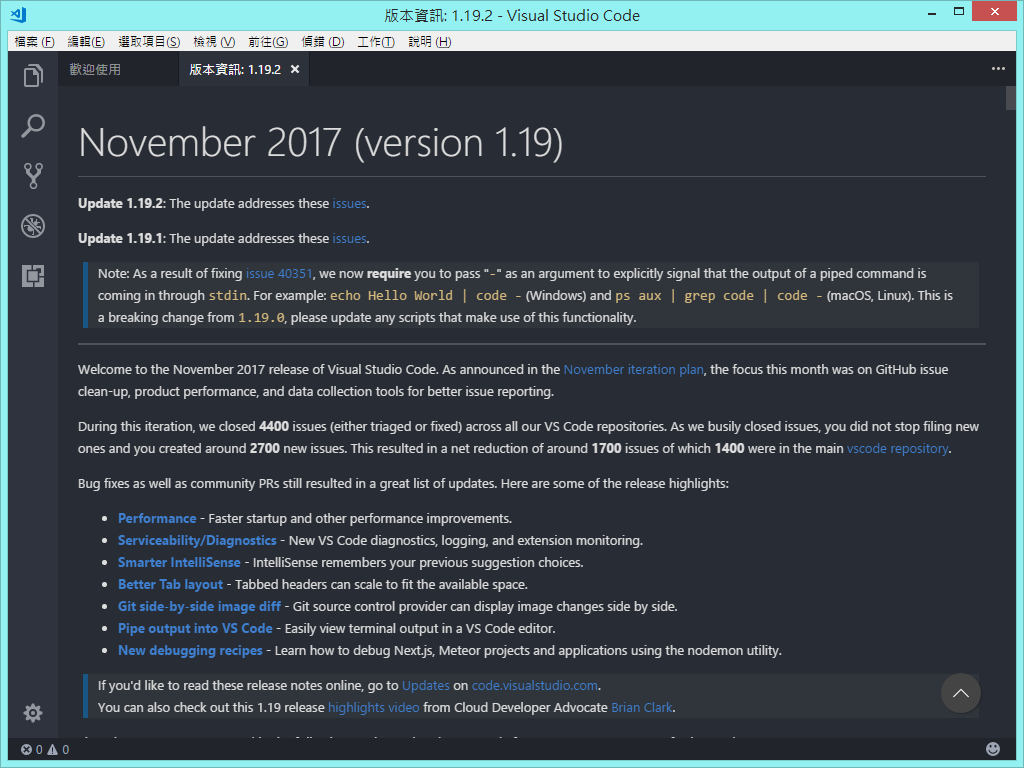 版本資訊: 1.19.2 - Visual Studio Code
檔案 (F) 編輯(E) 選取項目(S) 檢視 (V) 前往(G) 偵錯 (D) 工作(T) 說明 (H)
歡迎使用 版本資訊: 1.19.2
November 2017 (version 1.19)
Update 1.19.2: The update addresses these issues.
Update 1.19.1: The update addresses these issues.
Note: As a result of fixing issue 40351, we now require you to pass "-" as an argument to explicitly signal that the output of a piped command is
coming in through stdin. For example: echo Hello World | code - (Windows) and ps aux | grep code | code - (macOS, Linux). This is
a breaking change from 1.19.0, please update any scripts that make use of this functionality.
Welcome to the November 2017 release of Visual Studio Code. As announced in the November iteration plan, the focus this month was on GitHub issue
clean-up, product performance, and data collection tools for better issue reporting.
During this iteration, we closed 4400 issues (either triaged or fixed) across all our VS Code repositories. As we busily closed issues, you did not stop filing new
ones and you created around 2700 new issues. This resulted in a net reduction of around 1700 issues of which 1400 were in the main vscode repository.
Bug fixes as well as community PRs still resulted in a great list of updates. Here are some of the release highlights:
• Performance - Faster startup and other performance improvements.
• Serviceability/Diagnostics - New VS Code diagnostics, logging, and extension monitoring.
• Smarter IntelliSense - IntelliSense remembers your previous suggestion choices.
• Better Tab layout - Tabbed headers can scale to fit the available space.
• Git side-by-side image diff - Git source control provider can display image changes side by side.
• Pipe output into VS Code - Easily view terminal output in a VS Code editor.
• New debugging recipes - Learn how to debug Next.js, Meteor projects and applications using the nodemon utility.
If you'd like to read these release notes online, go to Updates on code.visualstudio.com.
You can also check out this 1.19 release highlights video from Cloud Developer Advocate Brian Clark.
0 0